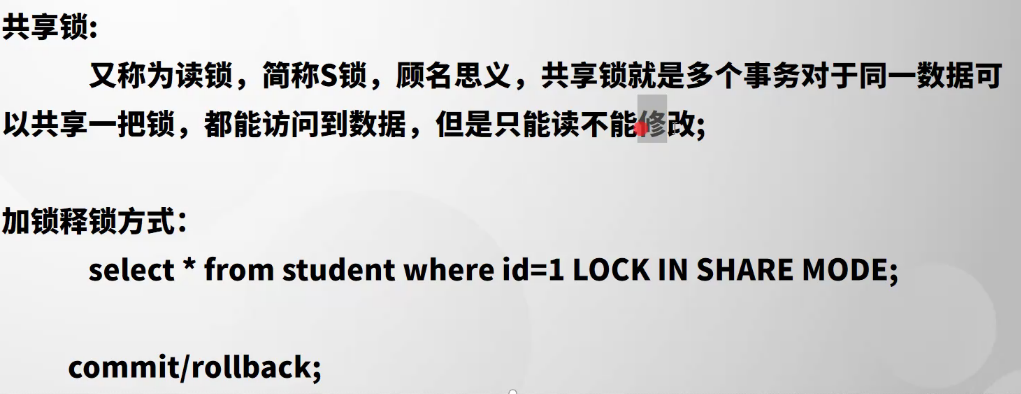 共享锁:
又称为读锁，简称S锁，顾名思义，共享锁就是多个事务对于同一数据可
以共享一把锁，都能访问到数据，但是只能读不能修改;
加锁释锁方式：
select * from student where id=1 LOCK IN SHARE MODE;
commit/rollback;